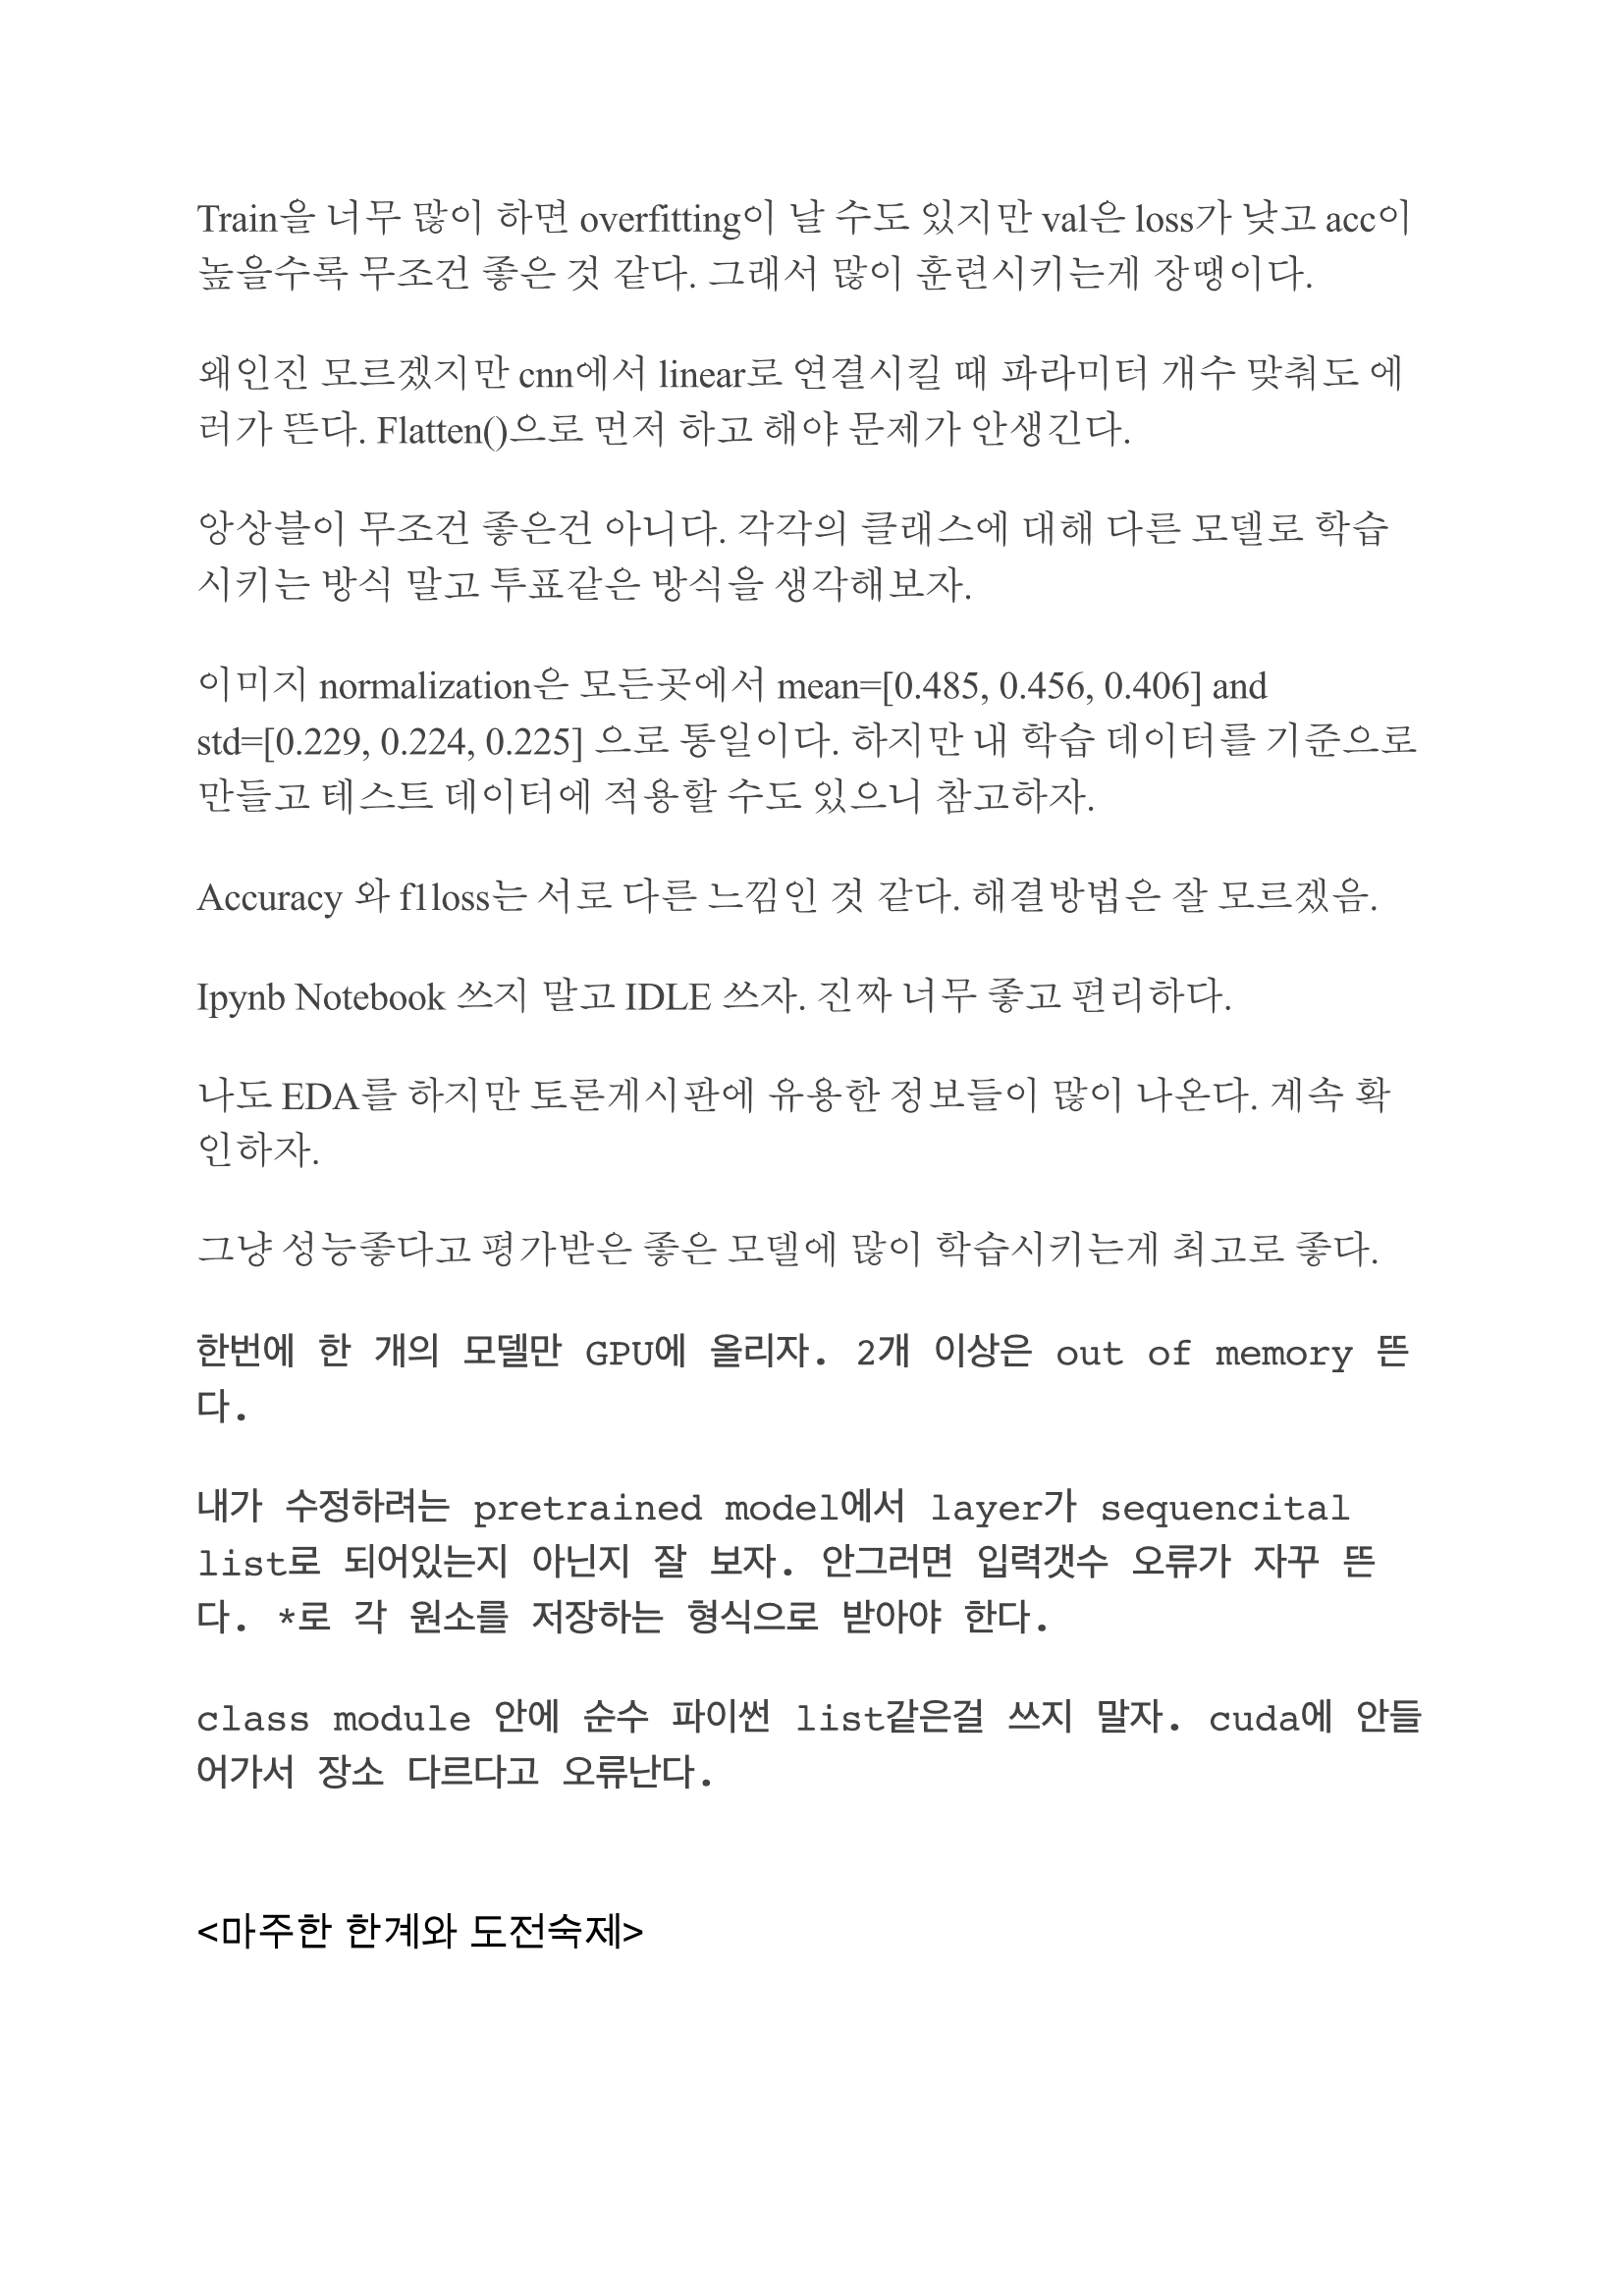 Train을 너무 많이 하면 overfitting이 날 수도 있지만 val은 loss가 낮고 acc이
높을수록 무조건 좋은 것 같다. 그래서 많이 훈련시키는게 장땡이다.
왜인진 모르겠지만 cnn에서 linear로 연결시킬 때 파라미터 개수 맞춰도 에
러가 뜬다. Flatten()으로 먼저 하고 해야 문제가 안생긴다.
앙상블이 무조건 좋은건 아니다. 각각의 클래스에 대해 다른 모델로 학습
시키는 방식 말고 투표같은 방식을 생각해보자.
이미지 normalization은 모든곳에서 mean=[0.485, 0.456, 0.406] and
std=[0.229, 0.224, 0.225] 으로 통일이다. 하지만 내 학습 데이터를 기준으로
만들고 테스트 데이터에 적용할 수도 있으니 참고하자.
Accuracy 와 f1loss는 서로 다른 느낌인 것 같다. 해결방법은 잘 모르겠음.
Ipynb Notebook 쓰지 말고 IDLE 쓰자. 진짜 너무 좋고 편리하다.
나도 EDA를 하지만 토론게시판에 유용한 정보들이 많이 나온다. 계속 확
인하자.
그냥 성능좋다고 평가받은 좋은 모델에 많이 학습시키는게 최고로 좋다.
한번에 한 개의 모델만 GPU에 올리자. 2개 이상은 out of memory 뜬
다.
내가 수정하려는 pretrained model에서 layer가 sequencital
list로 되어있는지 아닌지 잘 보자. 안그러면 입력갯수 오류가 자꾸 뜬
다. *로 각 원소를 저장하는 형식으로 받아야 한다.
class module 안에 순수 파이썬 list같은걸 쓰지 말자. cuda에 안들
어가서 장소 다르다고 오류난다.
<마주한 한계와 도전숙제>